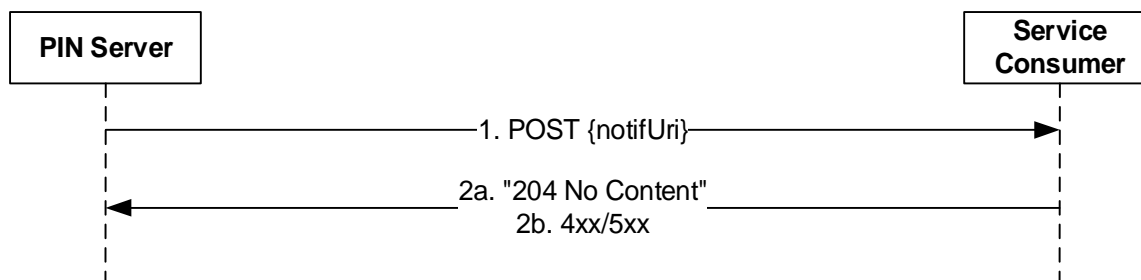 PIN Server
Service
Consumer
1. POST {notifUri}
2a. "204 No Content"
2b. 4xx/5xx